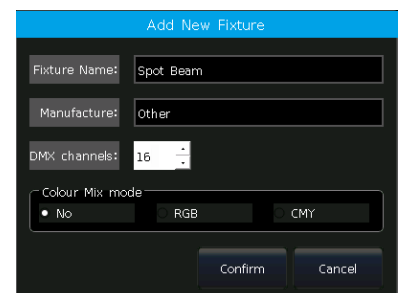 Add New Fixture
Fixture Name: Spot Beam
Manufacture: Other
DMX channels: 16
Colour Mix mode
No RGB CMY
Confirm Cancel